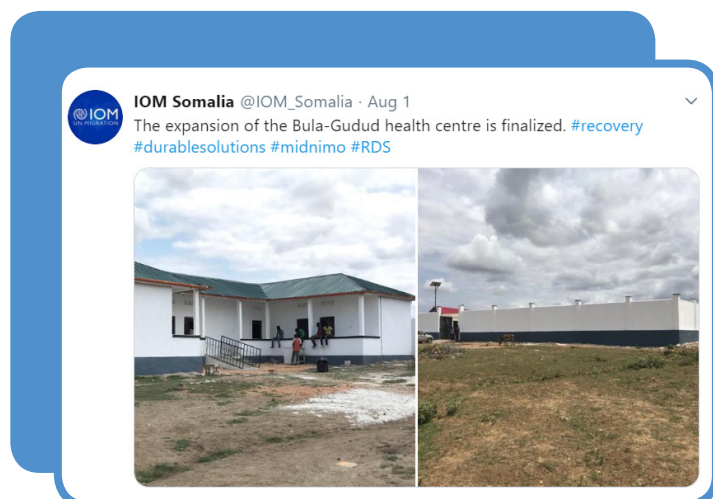 IOM
UN MIGRATION
IOM Somalia @IOM_Somalia · Aug 1
The expansion of the Bula-Gudud health centre is finalized. #recovery
#durablesolutions #midnimo #RDS